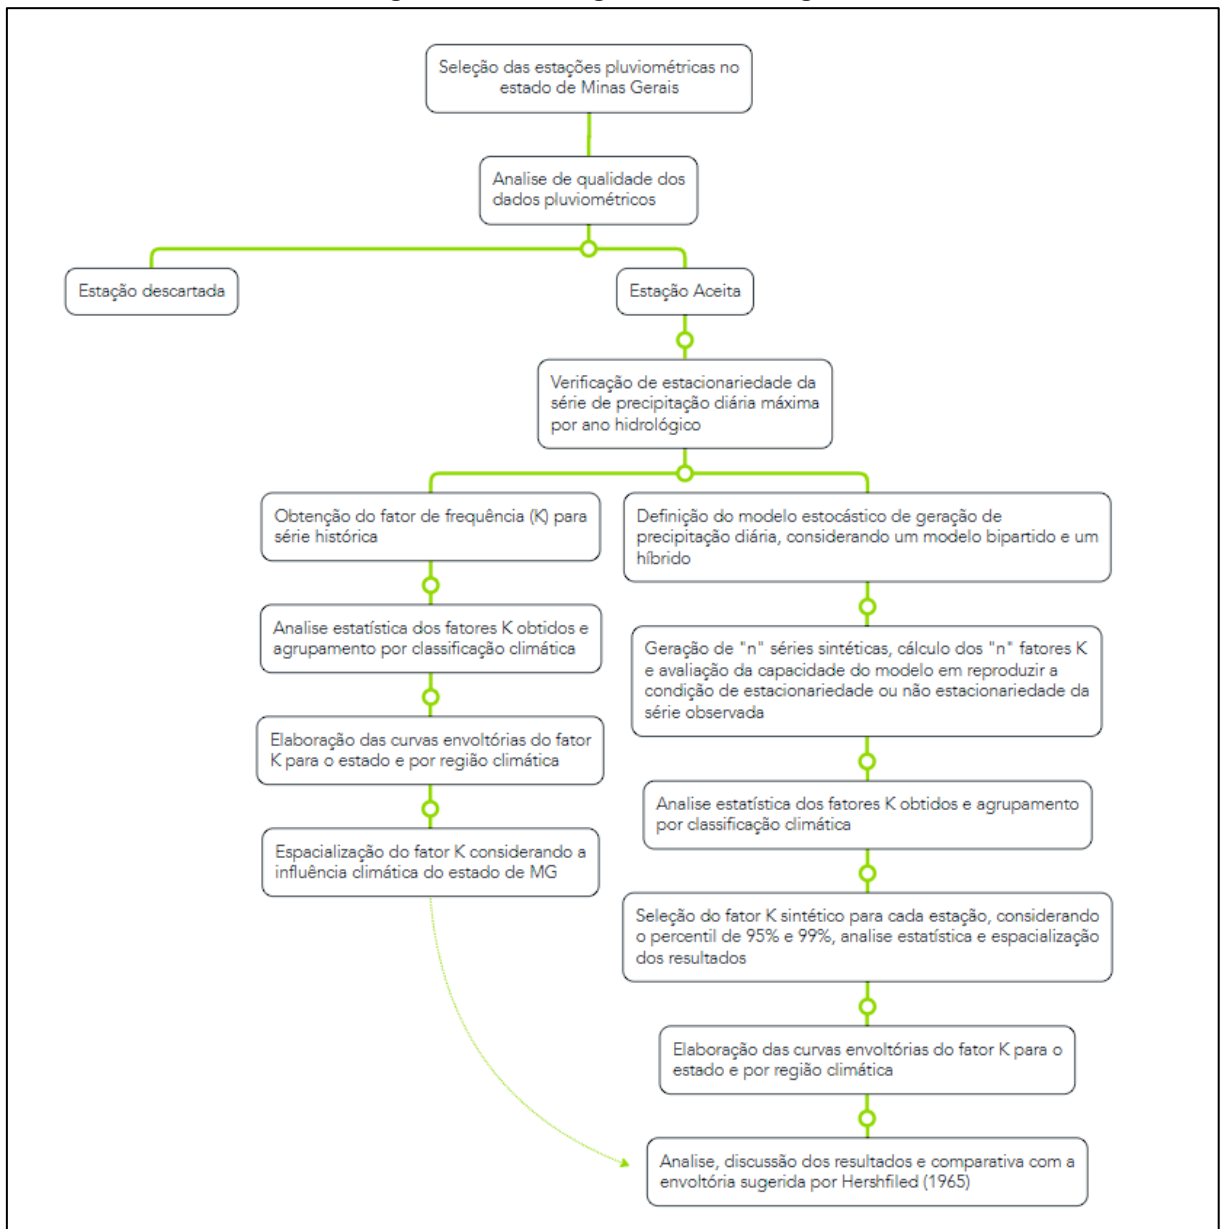 Seleção das estações pluviométricas no
estado de Minas Gerais
Analise de qualidade dos
dados pluviométricos
Estação descartada
Estação Aceita
Verificação de estacionariedade da
série de precipitação diária máxima
por ano hidrológico
Obtenção do fator de frequência (K) para
série histórica
Analise estatística dos fatores K obtidos e
agrupamento por classificação climática
Elaboração das curvas envoltórias do fator
K para o estado e por região climática
Espacialização do fator K considerando a
influência climática do estado de MG
Definição do modelo estocástico de geração de
precipitação diária, considerando um modelo bipartido e um
híbrido
Geração de "n" séries sintéticas, cálculo dos "n" fatores K
e avaliação da capacidade do modelo em reproduzir a
condição de estacionariedade ou não estacionariedade da
série observada
Analise estatística dos fatores K obtidos e agrupamento
por classificação climática
Seleção do fator K sintético para cada estação, considerando
o percentil de 95% e 99%, analise estatística e espacialização
dos resultados
Elaboração das curvas envoltórias do fator K para o
estado e por região climática
Analise, discussão dos resultados e comparativa com a
envoltória sugerida por Hershfiled (1965)